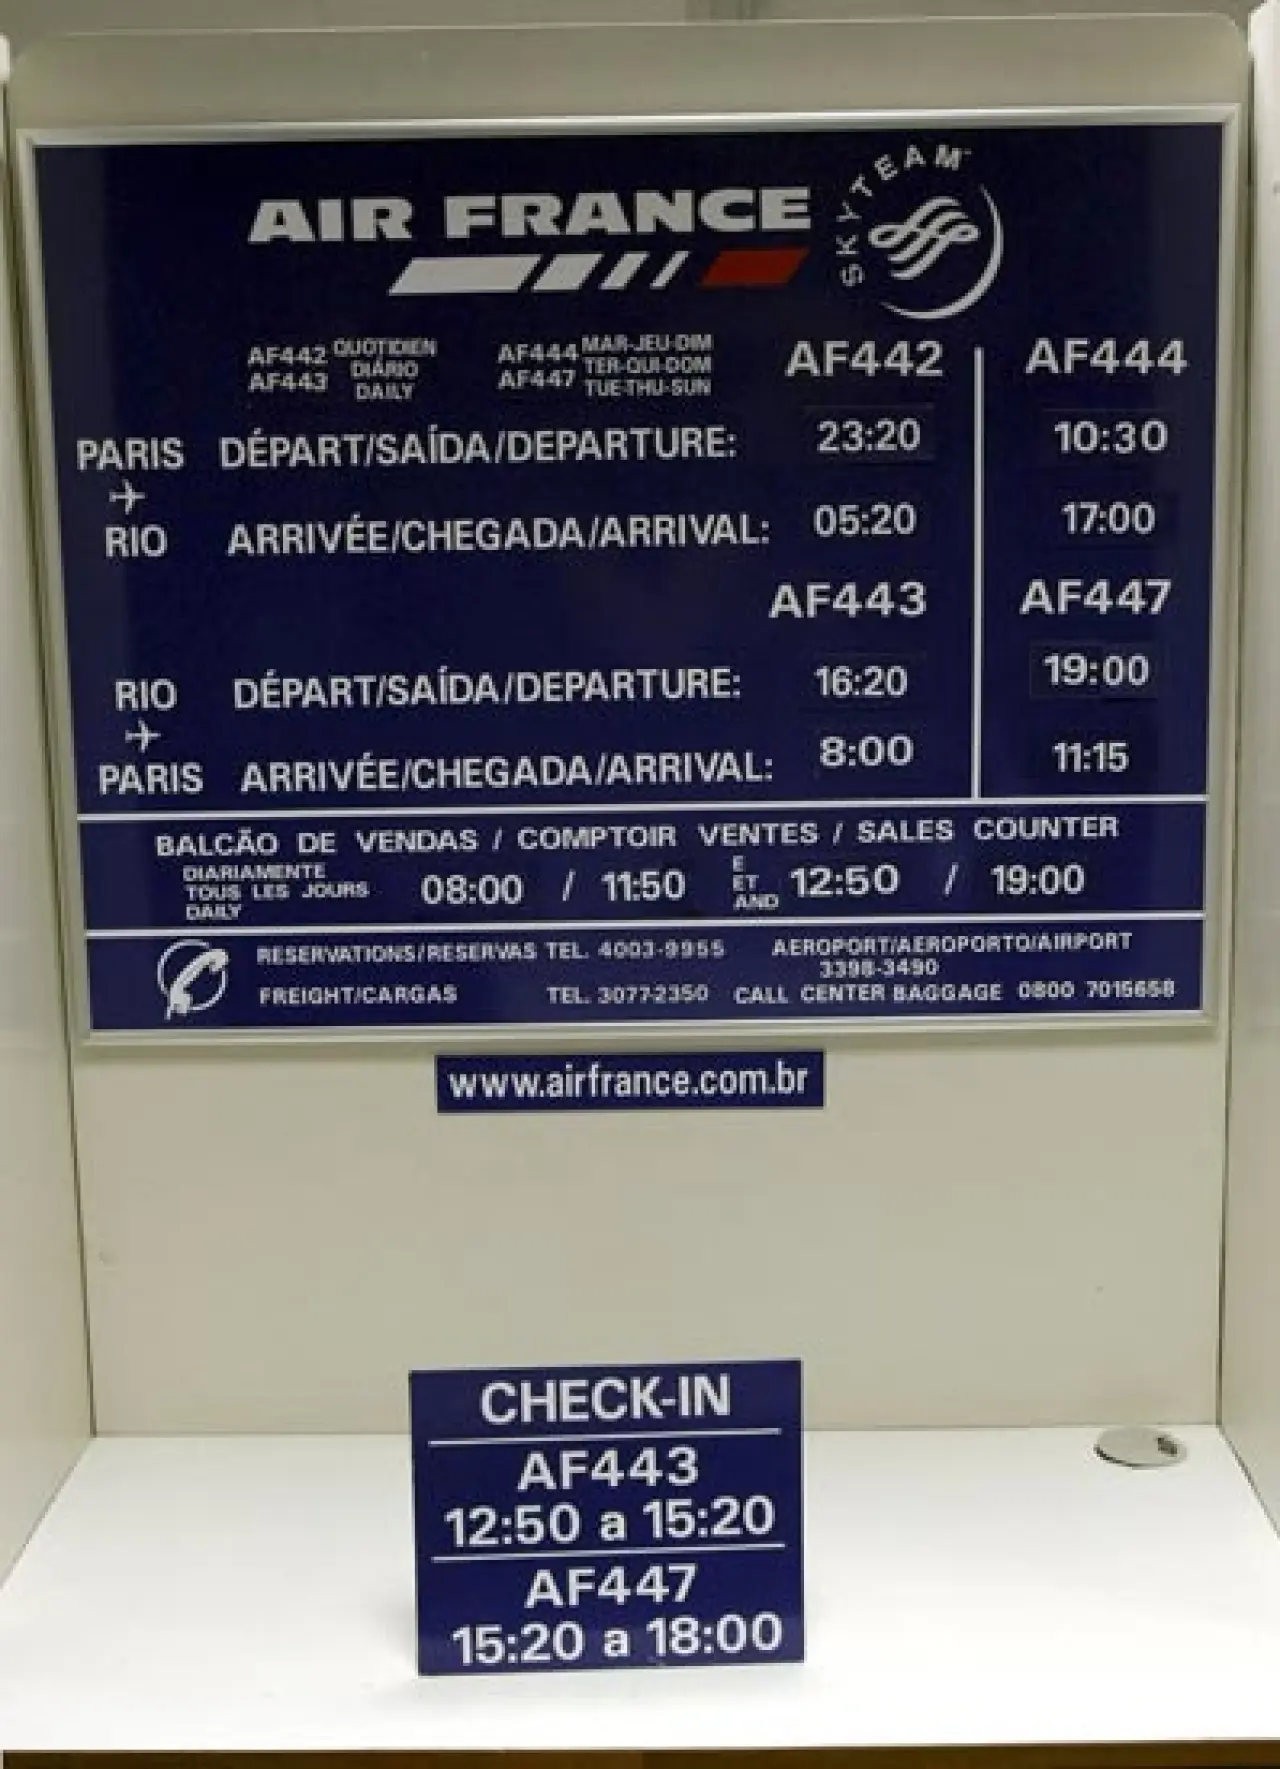 AIR FRANCE
SKYTEAM™
AF442 QUOTIDIEN
AF443 DIÁRIO
DAILY
AF444 MAR-JEU-DIM
AF447 TER-QUI-DOM
TUE-THU-SUN
AF442
AF444
PARIS DÉPART/SAÍDA/DEPARTURE: 23:20 10:30
RIO ARRIVÉE/CHEGADA/ARRIVAL: 05:20 17:00
AF443 AF447
RIO DÉPART/SAÍDA/DEPARTURE: 16:20 19:00
PARIS ARRIVÉE/CHEGADA/ARRIVAL: 8:00 11:15
BALCÃO DE VENDAS / COMPTOIR VENTES / SALES COUNTER
DIARIAMENTE
TOUS LES JOURS
DAILY
08:00 / 11:50
E
ET
AND
12:50 / 19:00
RESERVATIONS/RESERVAS TEL. 4003-9955
AEROPORT/AEROPORTO/AIRPORT
3398-3490
FREIGHT/CARGAS TEL. 3077-2350
CALL CENTER BAGGAGE 0800 7015658
www.airfrance.com.br
CHECK-IN
AF443
12:50 a 15:20
AF447
15:20 a 18:00